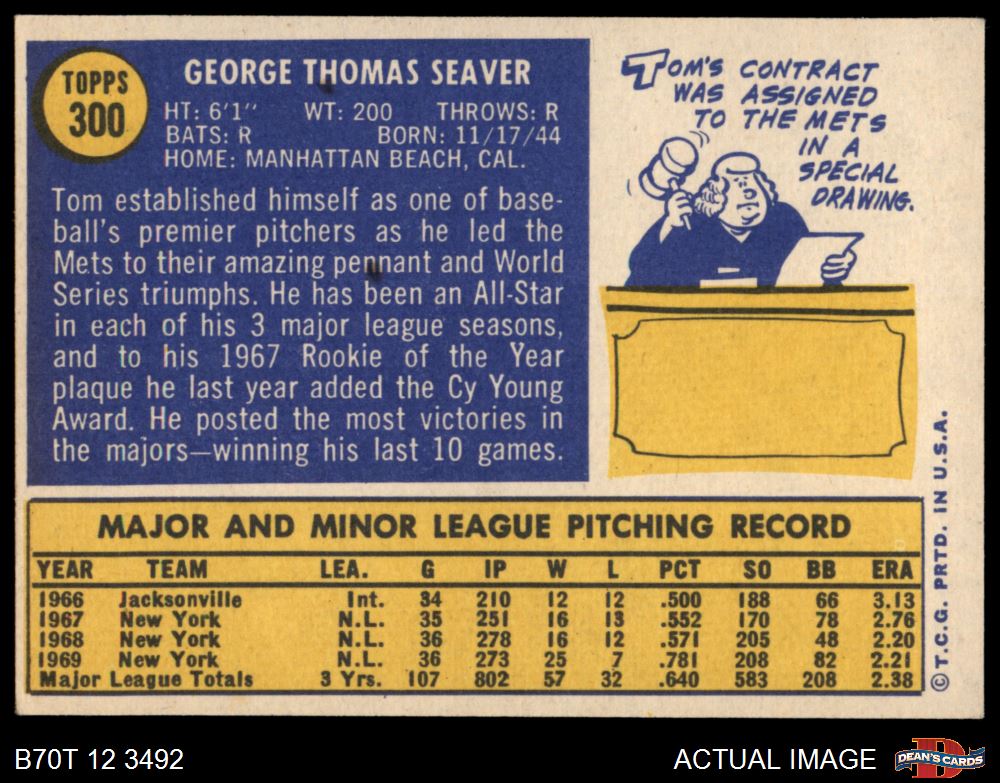 TOPPS
300
GEORGE THOMAS SEAVER
HT: 6'1" WT: 200 THROWS: R
BATS: R BORN: 11/17/44
HOME: MANHATTAN BEACH, CAL.
Tom established himself as one of base-
ball's premier pitchers as he led the
Mets to their amazing pennant and World
Series triumphs. He has been an All-Star
in each of his 3 major league seasons,
and to his 1967 Rookie of the Year
plaque he last year added the Cy Young
Award. He posted the most victories in
the majors—winning his last 10 games.
TOM'S CONTRACT
WAS ASSIGNED
TO THE METS
IN A
SPECIAL
DRAWING.
MAJOR AND MINOR LEAGUE PITCHING RECORD
YEAR TEAM LEA. G IP W L PCT SO BB ERA
1966 Jacksonville Int. 34 210 12 12 .500 188 66 3.13
1967 New York N.L. 35 251 16 13 .552 170 78 2.76
1968 New York N.L. 36 278 16 12 .571 205 48 2.20
1969 New York N.L. 36 273 25 7 .781 208 82 2.21
Major League Totals 3 Yrs. 107 802 57 32 .640 583 208 2.38
©T.C.G. PRTD. IN U.S.A.
B70T 12 3492
ACTUAL IMAGE
DEAN'S CARDS